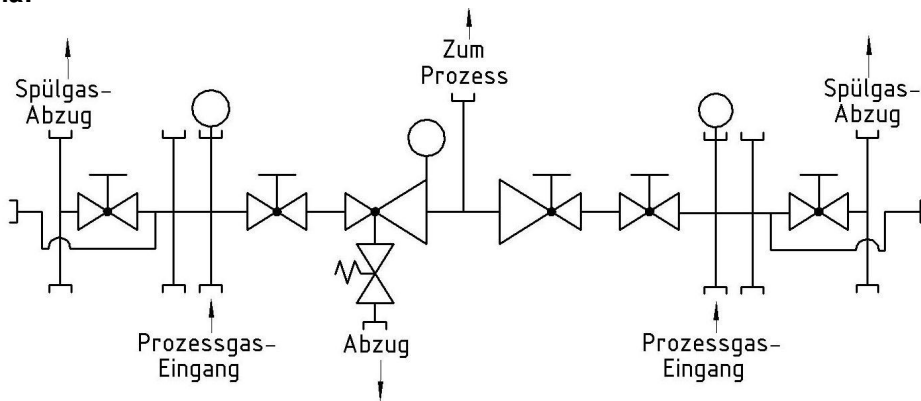 Zum
Prozess
Spülgas-
Abzug
Spülgas-
Abzug
Prozessgas-
Eingang
Abzug
Prozessgas-
Eingang